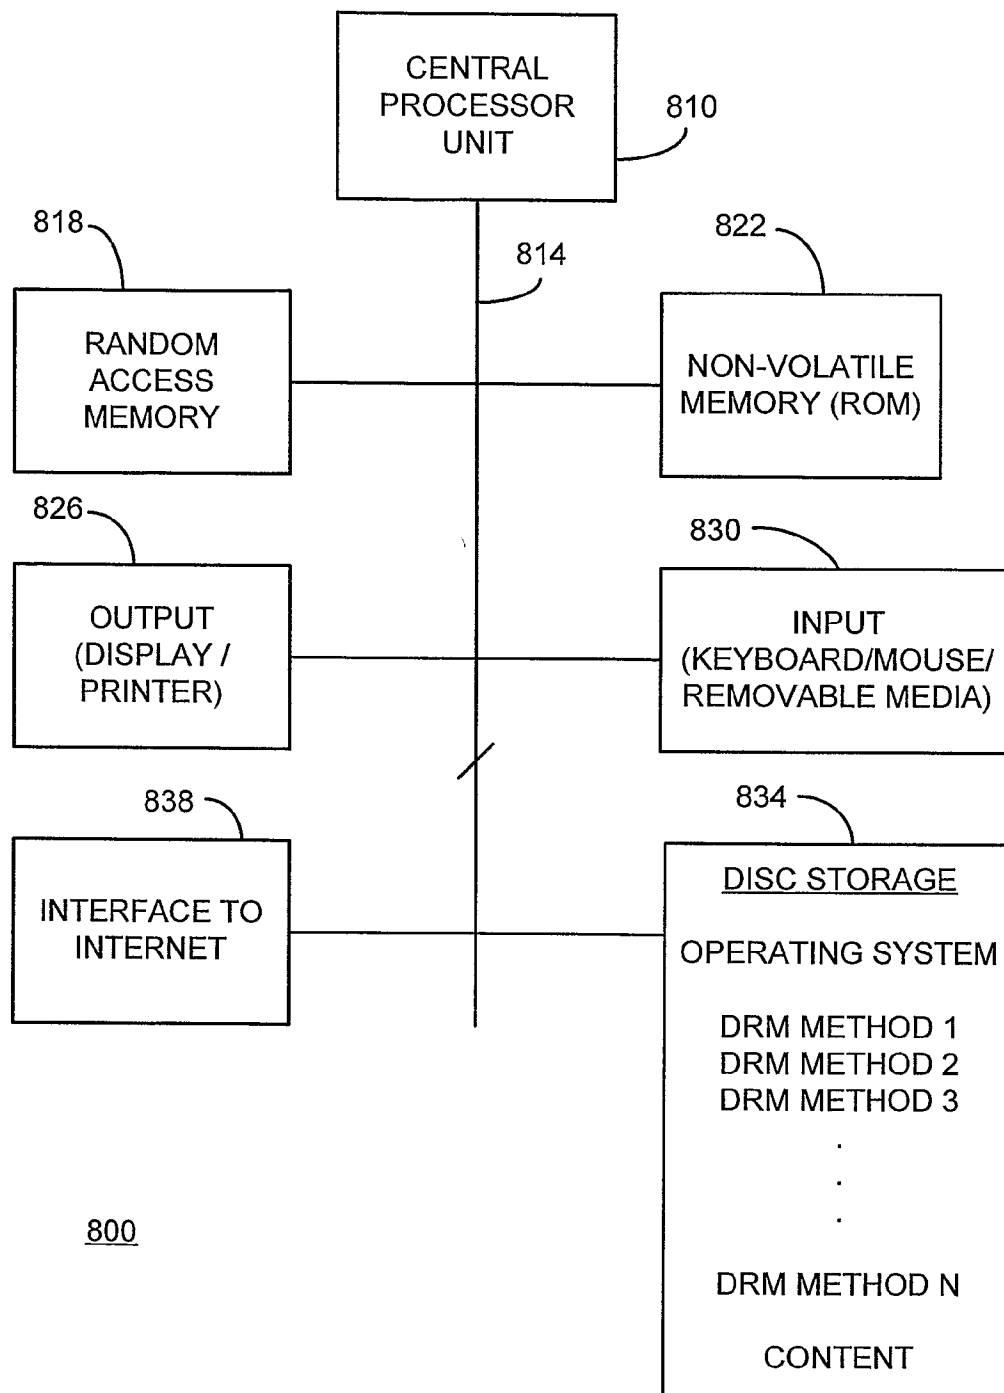 CENTRAL
PROCESSOR
UNIT
810
818
814
822
RANDOM
ACCESS
MEMORY
NON-VOLATILE
MEMORY (ROM)
826
830
OUTPUT
(DISPLAY /
PRINTER)
INPUT
(KEYBOARD/MOUSE/
REMOVABLE MEDIA)
838
834
INTERFACE TO
INTERNET
DISC STORAGE
OPERATING SYSTEM
DRM METHOD 1
DRM METHOD 2
DRM METHOD 3
.
.
.
800
DRM METHOD N
CONTENT